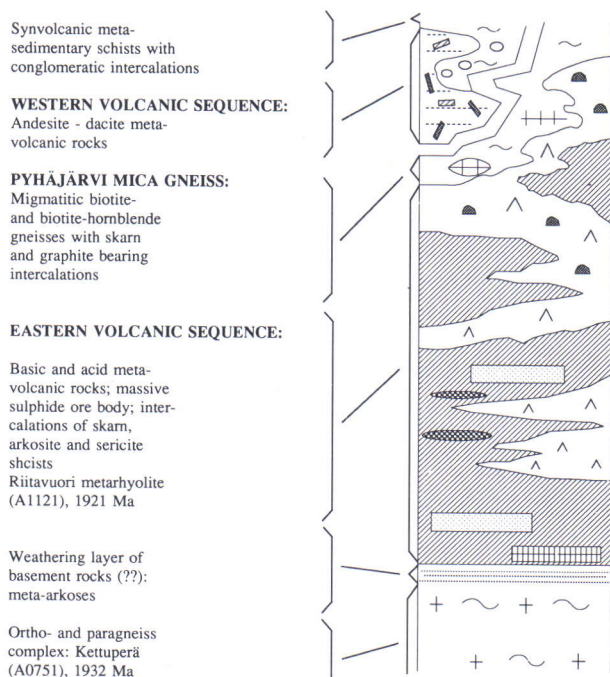 Synvolcanic meta-
sedimentary schists with
conglomeratic intercalations
WESTERN VOLCANIC SEQUENCE:
Andesite - dacite meta-
volcanic rocks
PYHÄJÄRVI MICA GNEISS:
Migmatitic biotite-
and biotite-hornblende
gneisses with skarn
and graphite bearing
intercalations
EASTERN VOLCANIC SEQUENCE:
Basic and acid meta-
volcanic rocks; massive
sulphide ore body; inter-
calations of skarn,
arkosite and sericite
shcists
Riitavuori metarhyolite
(A1121), 1921 Ma
Weathering layer of
basement rocks (??):
meta-arkoses
Ortho- and paragneiss
complex: Kettuperä
(A0751), 1932 Ma